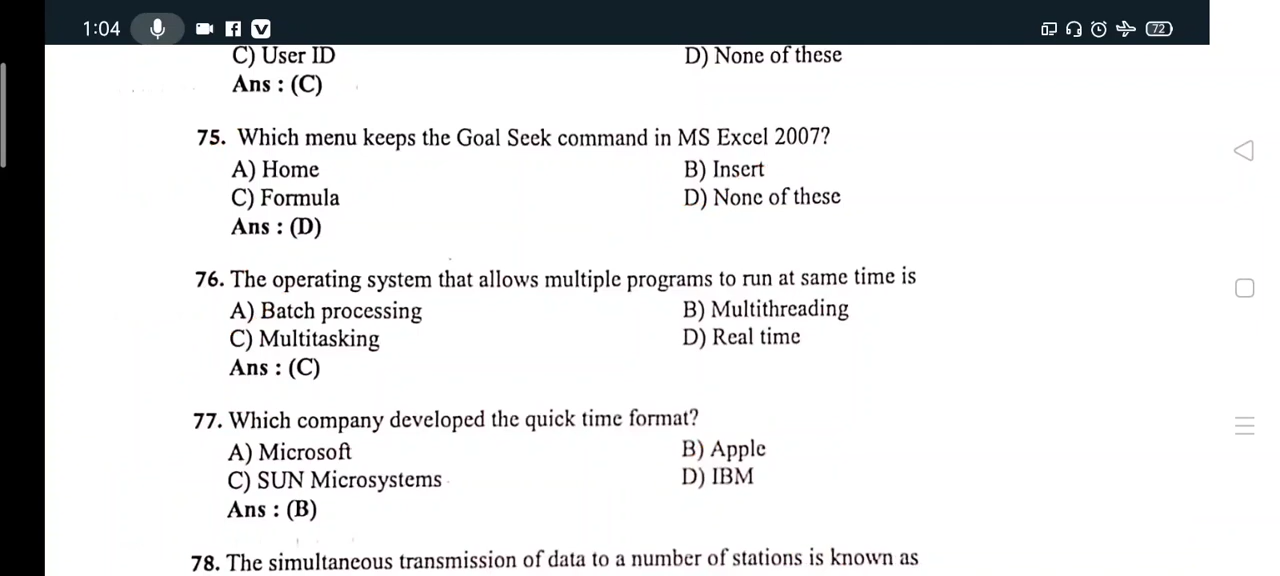 1:04
72
C) User ID D) None of these
Ans : (C)
75. Which menu keeps the Goal Seek command in MS Excel 2007?
A) Home B) Insert
C) Formula D) None of these
Ans : (D)
76. The operating system that allows multiple programs to run at same time is
A) Batch processing B) Multithreading
C) Multitasking D) Real time
Ans : (C)
77. Which company developed the quick time format?
A) Microsoft B) Apple
C) SUN Microsystems D) IBM
Ans : (B)
78. The simultaneous transmission of data to a number of stations is known as